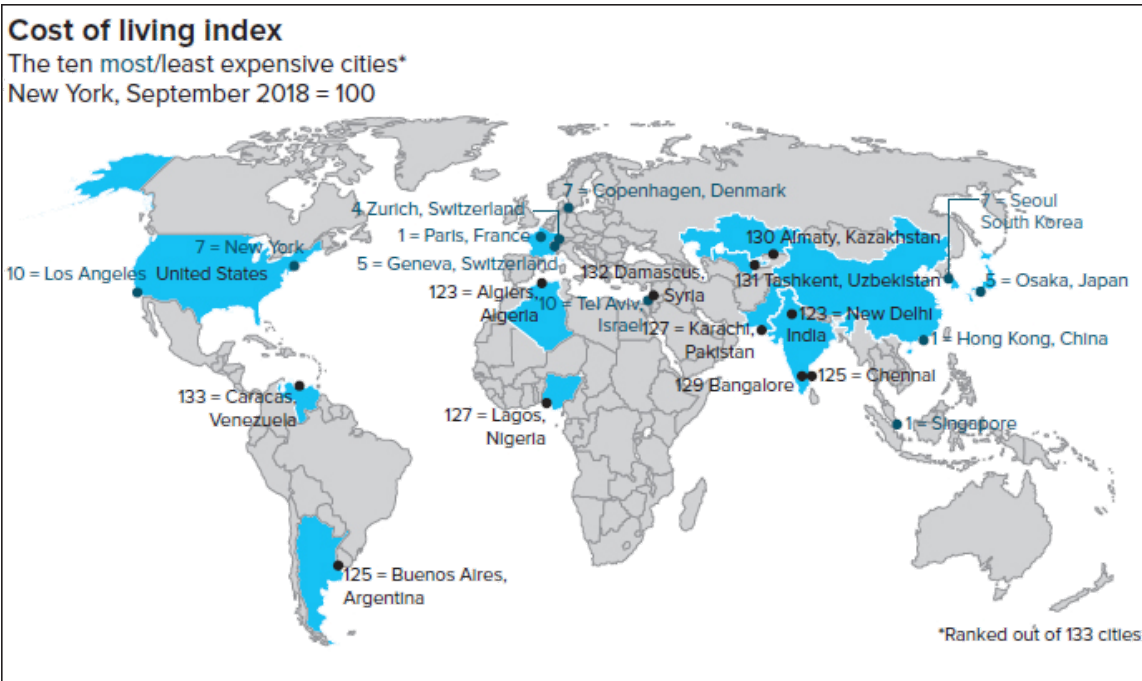 Cost of living index
The ten most/least expensive cities*
New York, September 2018 = 100
7 = Copenhagen, Denmark
4 Zurich, Switzerland
1 = Paris, France
5 = Geneva, Switzerland
7 = New York
10 = Los Angeles
United States
7 = Seoul
South Korea
130 Almaty, Kazakhstan
131 Tashkent, Uzbekistan
5 = Osaka, Japan
132 Damascus,
Syria
123 = Algiers,
Algeria
10 = Tel Aviv,
Israel
127 = Karachi,
Pakistan
123 = New Delhi
India
1 = Hong Kong, China
129 Bangalore
125 = Chennai
133 = Caracas,
Venezuela
127 = Lagos,
Nigeria
1 = Singapore
125 = Buenos Aires,
Argentina
*Ranked out of 133 cities